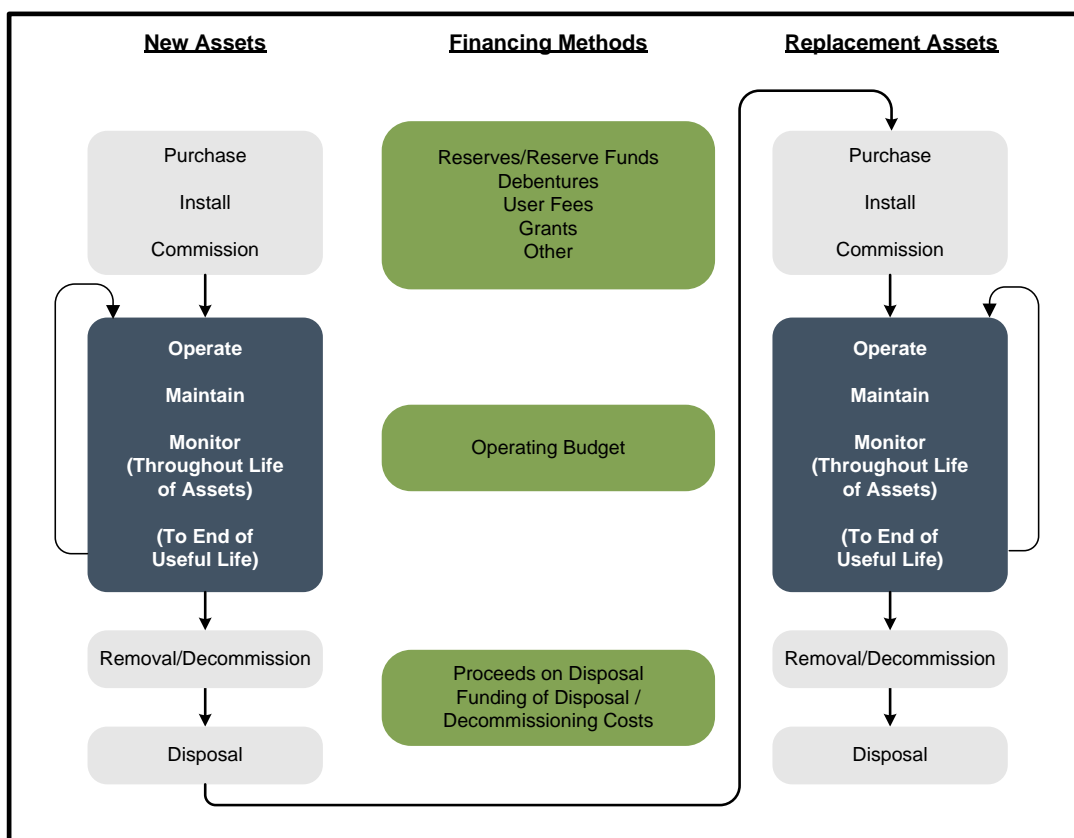 New Assets
Financing Methods
Replacement Assets
Purchase
Install
Commission
Operate
Maintain
Monitor
(Throughout Life
of Assets)
(To End of
Useful Life)
Removal/Decommission
Disposal
Reserves/Reserve Funds
Debentures
User Fees
Grants
Other
Operating Budget
Proceeds on Disposal
Funding of Disposal /
Decommissioning Costs
Purchase
Install
Commission
Operate
Maintain
Monitor
(Throughout Life
of Assets)
(To End of
Useful Life)
Removal/Decommission
Disposal